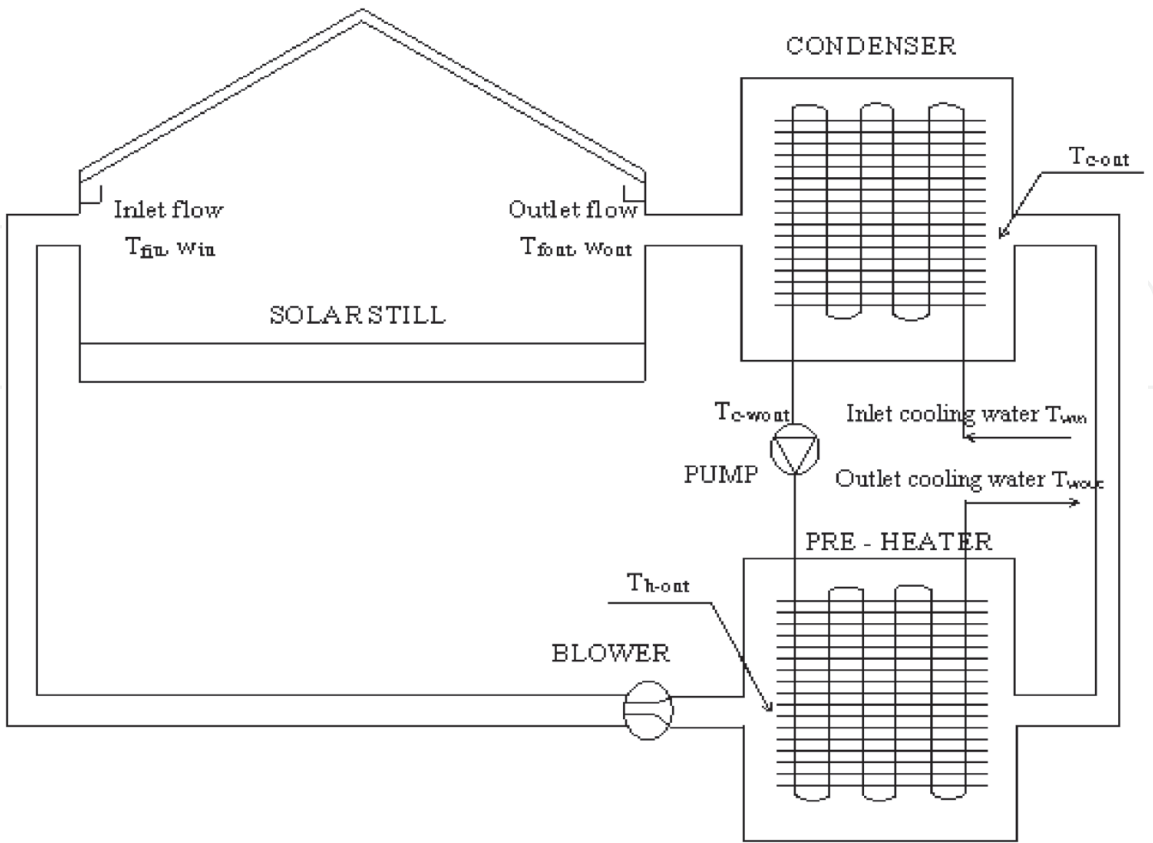 CONDENSER
Tc-out
Inlet flow
Tfin, win
Outlet flow
Tfout, wout
SOLAR STILL
Tc-wout
PUMP
Inlet cooling water Twin
Outlet cooling water Twout
PRE - HEATER
Th-out
BLOWER